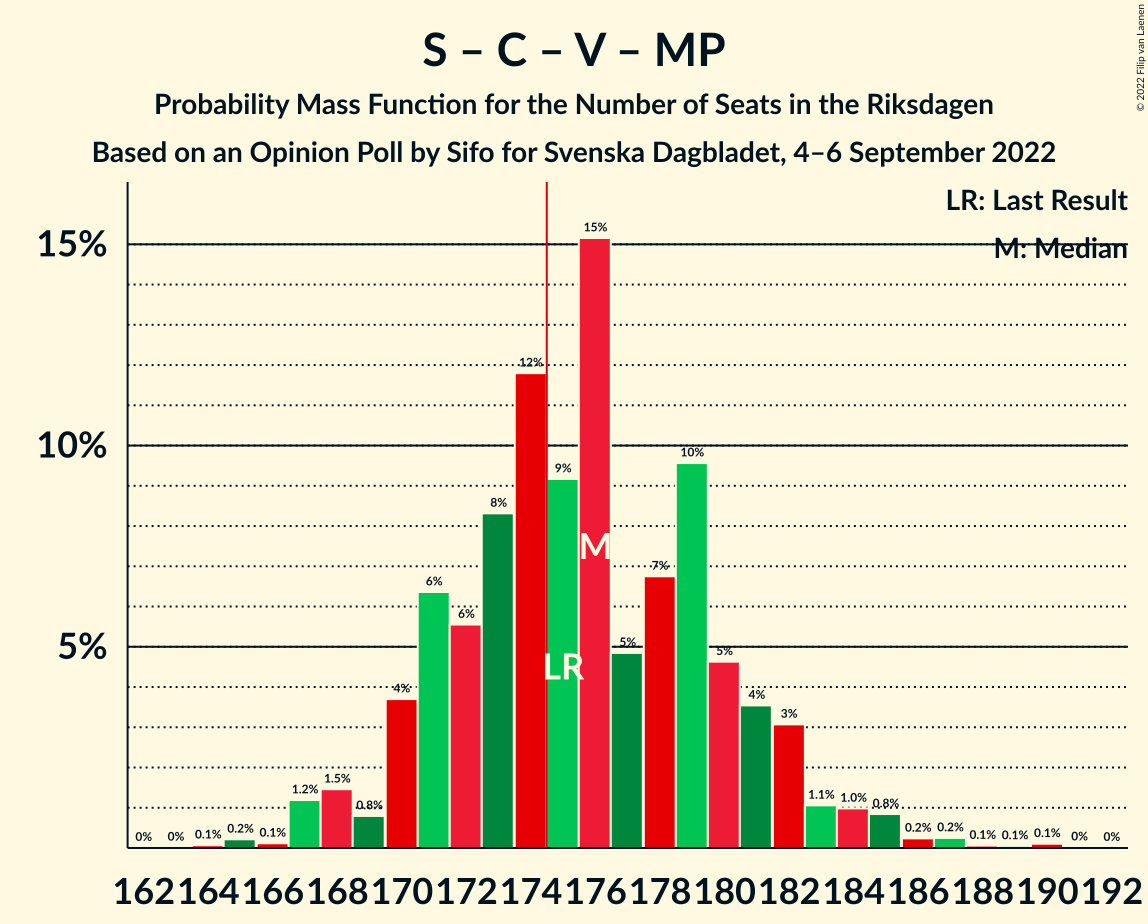 S – C – V – MP
Probability Mass Function for the Number of Seats in the Riksdagen
Based on an Opinion Poll by Sifo for Svenska Dagbladet, 4–6 September 2022
© 2022 Filip van Laenen
LR: Last Result
M: Median
15%
10%
5%
0% 0% 0.1% 0.2% 0.1% 1.2% 1.5% 0.8% 4% 6% 6% 8% 12% 9% 15% 5% 7% 10% 5% 4% 3% 1.1% 1.0% 0.8% 0.2% 0.2% 0.1% 0.1% 0.1% 0% 0%
M
LR
162 164 166 168 170 172 174 176 178 180 182 184 186 188 190 192